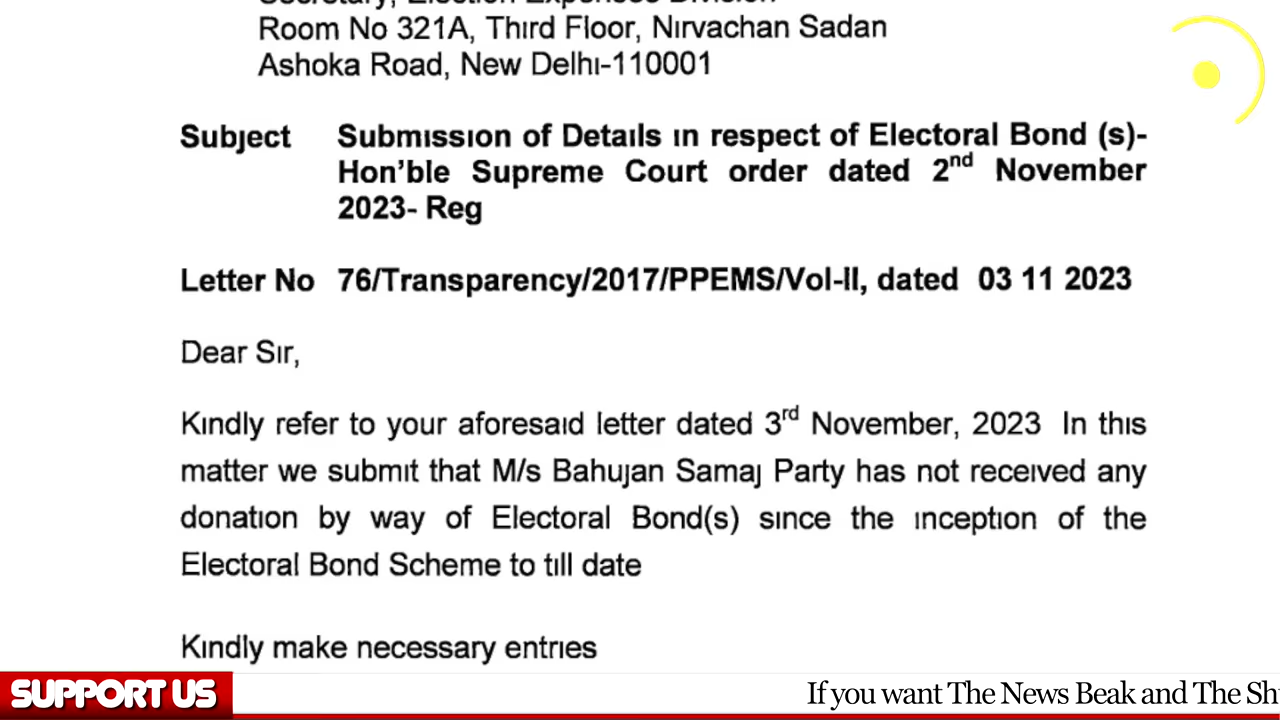 Secretary, Election Expenses Division
Room No 321A, Third Floor, Nirvachan Sadan
Ashoka Road, New Delhi-110001
Subject Submission of Details in respect of Electoral Bond (s)-
Hon'ble Supreme Court order dated 2nd November
2023- Reg
Letter No 76/Transparency/2017/PPEMS/Vol-II, dated 03 11 2023
Dear Sir,
Kindly refer to your aforesaid letter dated 3rd November, 2023 In this
matter we submit that M/s Bahujan Samaj Party has not received any
donation by way of Electoral Bond(s) since the inception of the
Electoral Bond Scheme to till date
Kindly make necessary entries
SUPPORT US
If you want The News Beak and The Sh